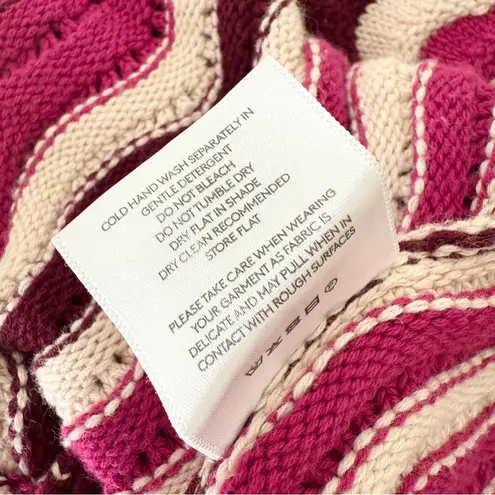 COLD HAND WASH SEPARATELY IN
GENTLE DETERGENT
DO NOT BLEACH
DO NOT TUMBLE DRY
DRY FLAT IN SHADE
DRY CLEAN RECOMMENDED
STORE FLAT
PLEASE TAKE CARE WHEN WEARING
YOUR GARMENT AS FABRIC IS
DELICATE AND MAY PULL WHEN IN
CONTACT WITH ROUGH SURFACES